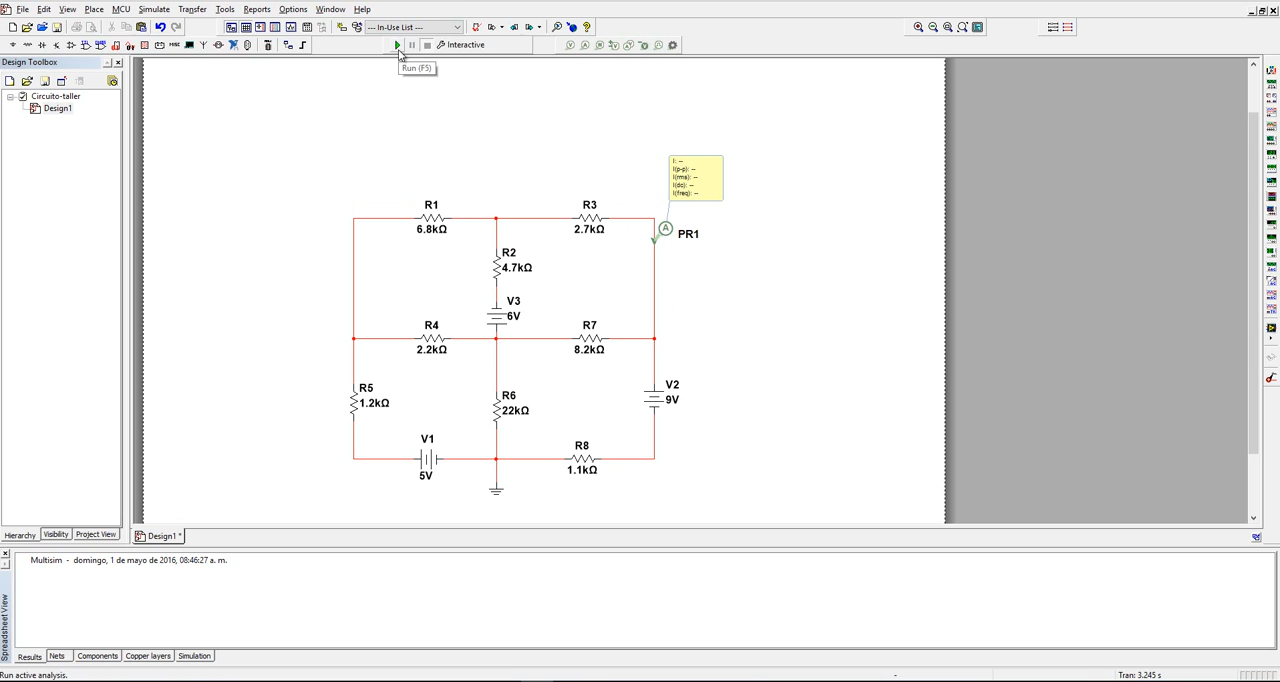 File Edit View Place MCU Simulate Transfer Tools Reports Options Window Help
--- In-Use List ---
MISC
Interactive
Run (F5)
Design Toolbox
Circuito-taller
Design1
I: --
I(p-p): --
I(rms): --
I(dc): --
I(freq): --
A
PR1
R1
6.8kΩ
R3
2.7kΩ
R2
4.7kΩ
V3
6V
R4
2.2kΩ
R7
8.2kΩ
R5
1.2kΩ
R6
22kΩ
V2
9V
V1
5V
R8
1.1kΩ
Hierarchy Visibility Project View
Design1 *
Multisim - domingo, 1 de mayo de 2016, 08:46:27 a. m.
Spreadsheet View
Results Nets Components Copper layers Simulation
Run active analysis.
-
Tran: 3.245 s